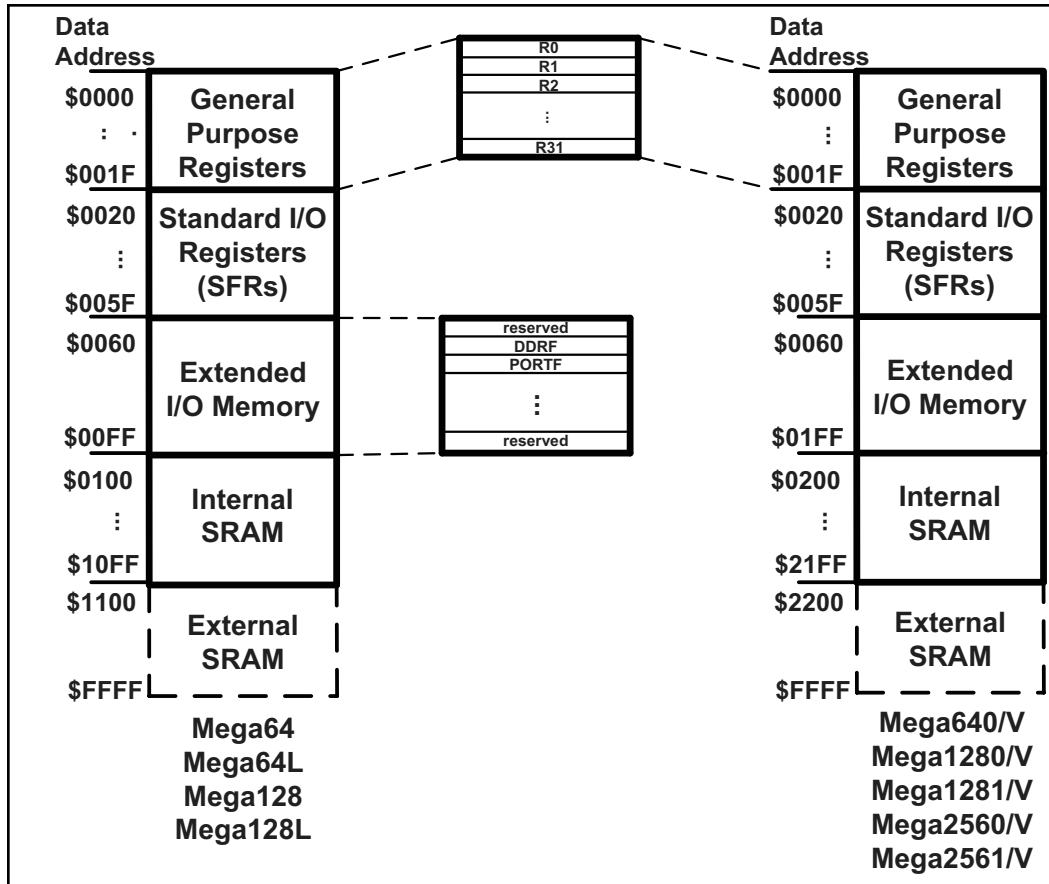 Data
Address
$0000
: .
$001F
$0020
⋮
$005F
$0060
$00FF
$0100
⋮
$10FF
$1100
$FFFF
General
Purpose
Registers
Standard I/O
Registers
(SFRs)
Extended
I/O Memory
Internal
SRAM
External
SRAM
Mega64
Mega64L
Mega128
Mega128L
R0
R1
R2
⋮
R31
reserved
DDRF
PORTF
⋮
reserved
Data
Address
$0000
⋮
$001F
$0020
⋮
$005F
$0060
$01FF
$0200
⋮
$21FF
$2200
$FFFF
General
Purpose
Registers
Standard I/O
Registers
(SFRs)
Extended
I/O Memory
Internal
SRAM
External
SRAM
Mega640/V
Mega1280/V
Mega1281/V
Mega2560/V
Mega2561/V